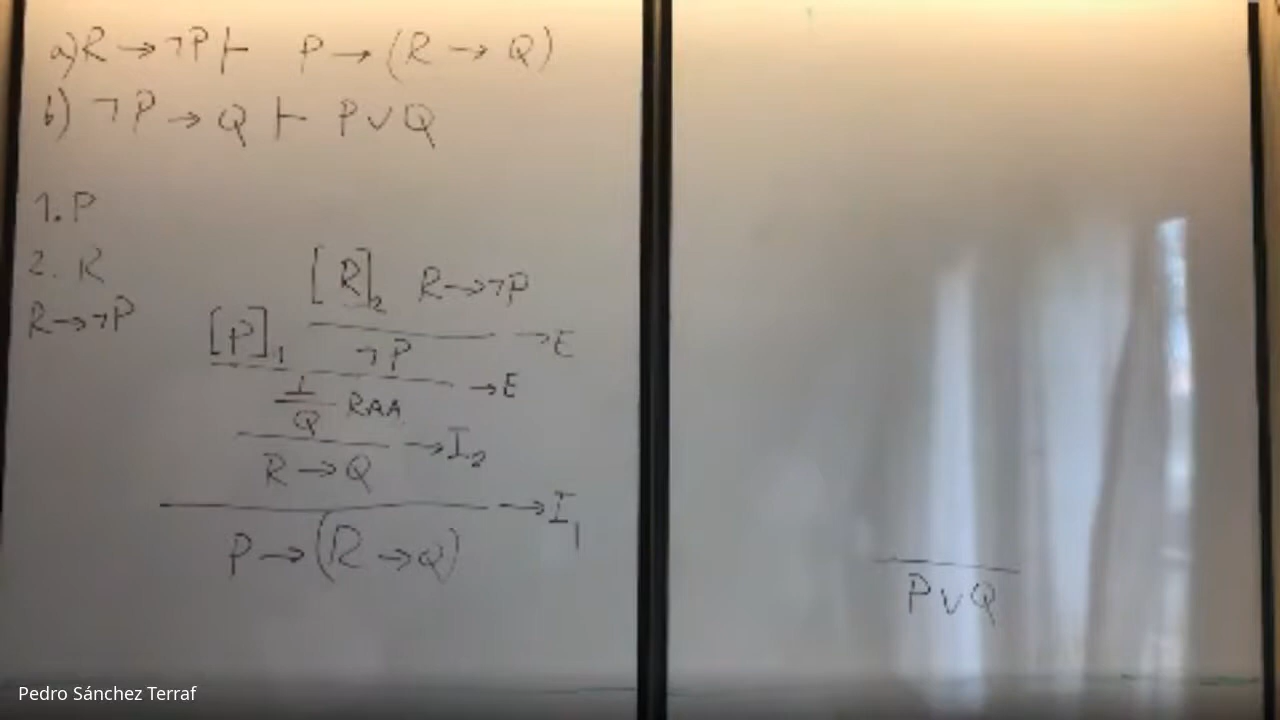 a) R → ¬P ⊢ P → (R → Q)
b) ¬P → Q ⊢ P ∨ Q
1. P
2. R
R → ¬P
[R]₂ R → ¬P
¬E
[P]₁ ¬P
→E
⊥
RAA
Q
→I₂
R → Q
→I₁
P → (R → Q)
P ∨ Q
Pedro Sánchez Terraf